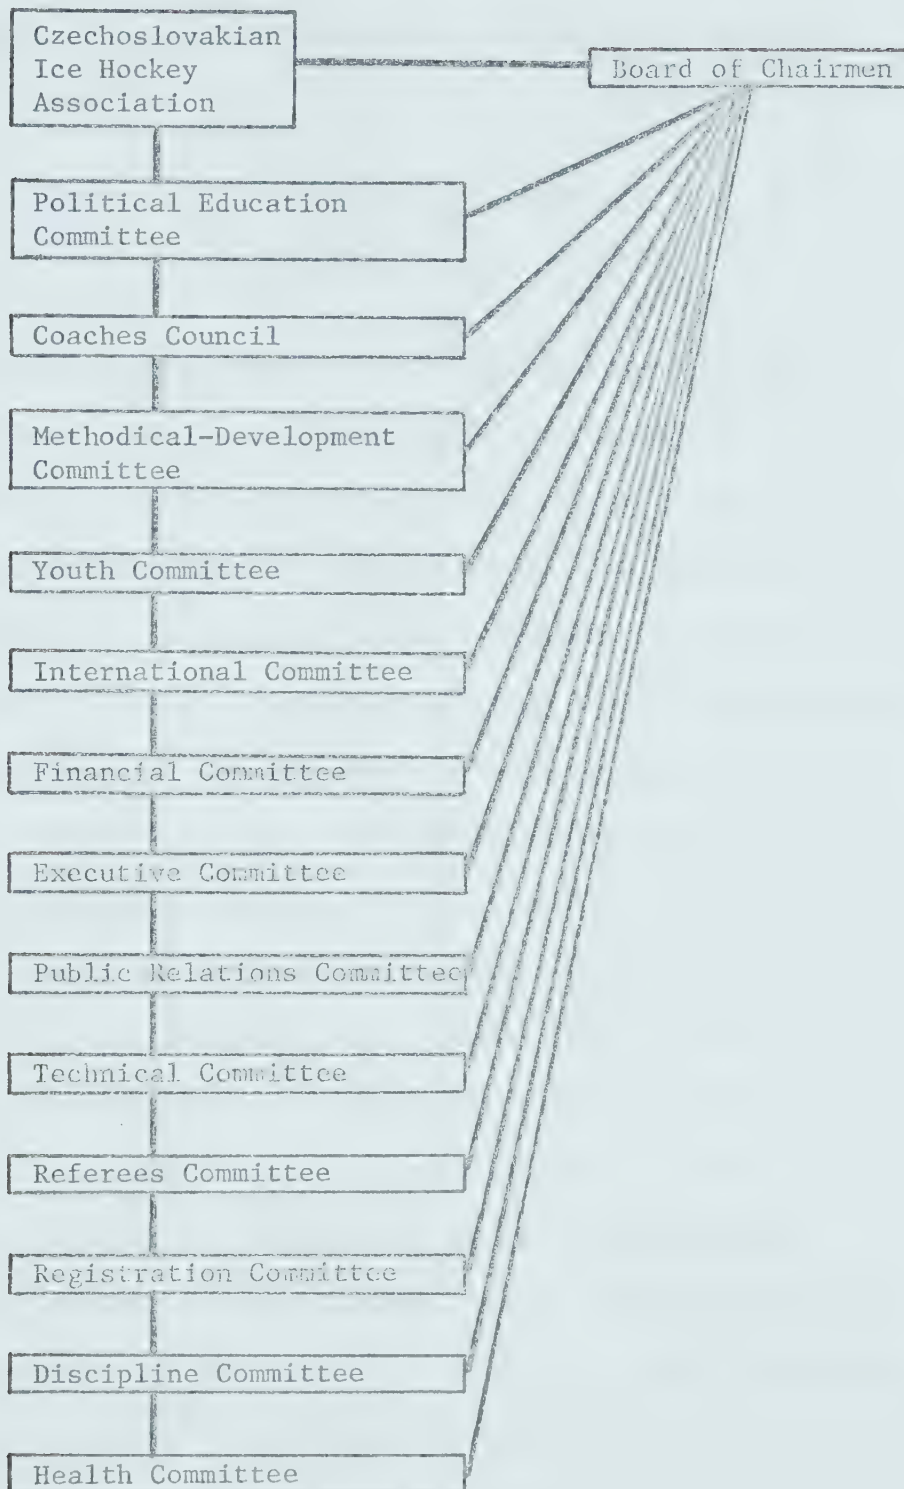 Czechoslovakian
Ice Hockey
Association
Board of Chairmen
Political Education
Committee
Coaches Council
Methodical-Development
Committee
Youth Committee
International Committee
Financial Committee
Executive Committee
Public Relations Committee
Technical Committee
Referees Committee
Registration Committee
Discipline Committee
Health Committee